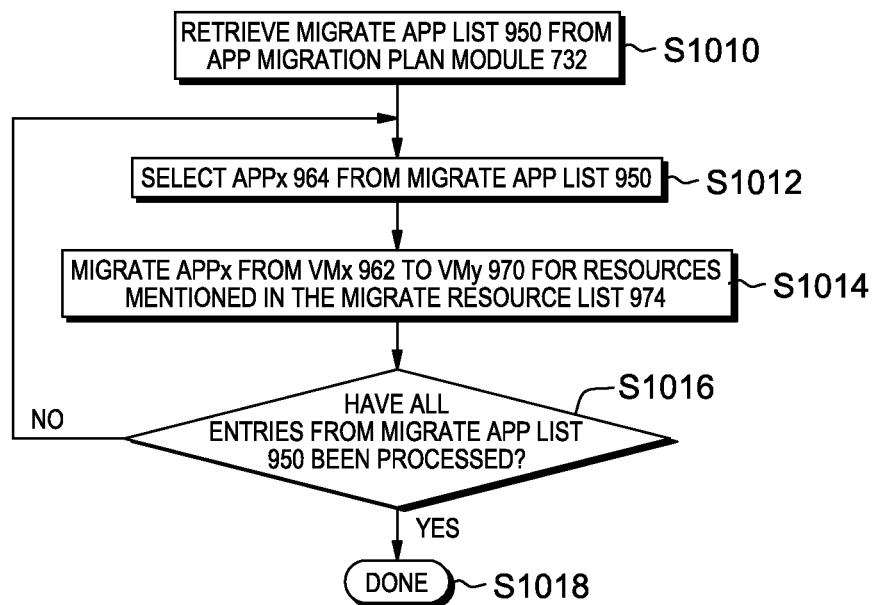 RETRIEVE MIGRATE APP LIST 950 FROM
APP MIGRATION PLAN MODULE 732
S1010
SELECT APPx 964 FROM MIGRATE APP LIST 950
S1012
MIGRATE APPx FROM VMx 962 TO VMy 970 FOR RESOURCES
MENTIONED IN THE MIGRATE RESOURCE LIST 974
S1014
S1016
HAVE ALL
ENTRIES FROM MIGRATE APP LIST
950 BEEN PROCESSED?
NO
YES
DONE
S1018